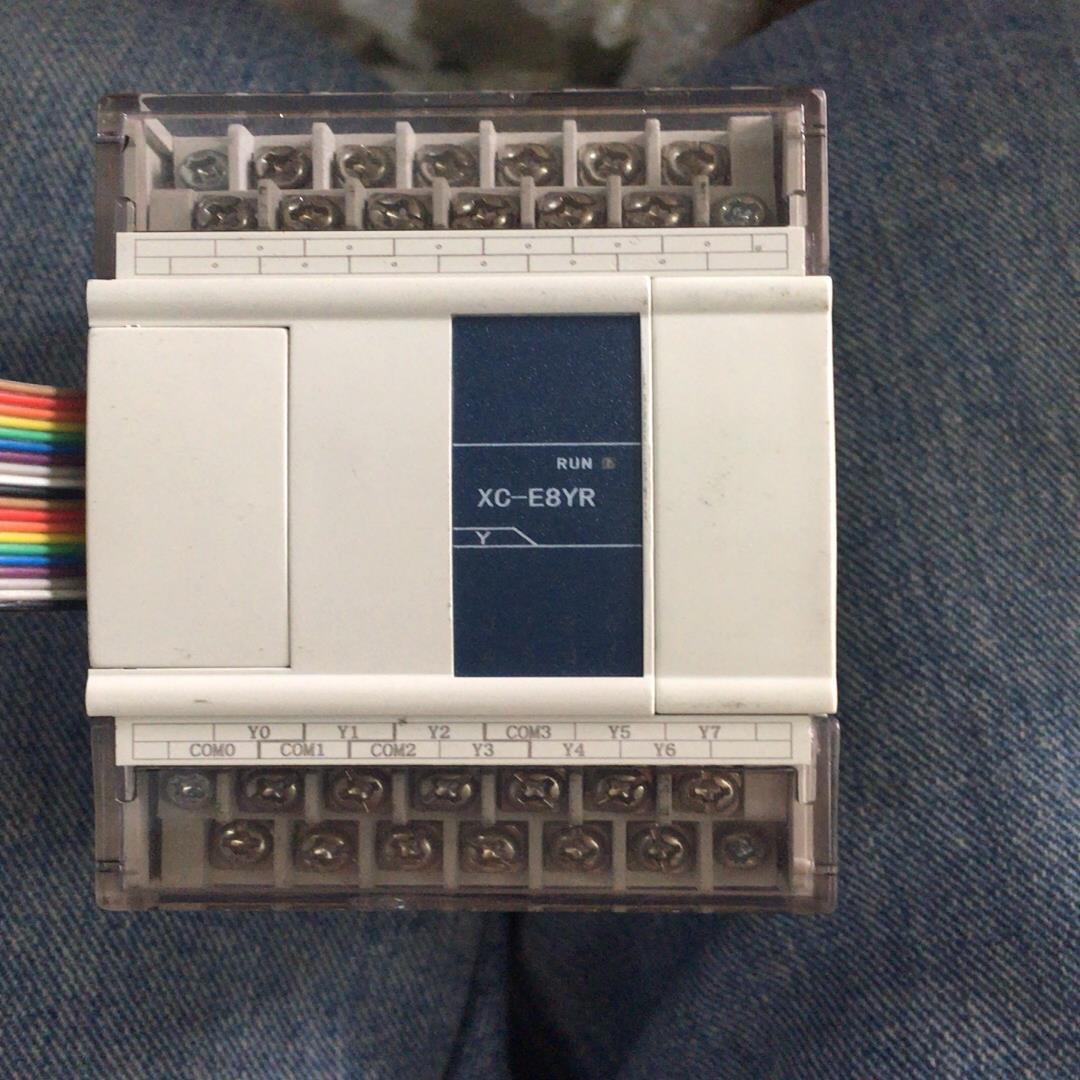 RUN
XC-E8YR
Y
Y0 Y1 Y2 COM3 Y5 Y7
COM0 COM1 COM2 Y3 Y4 Y6